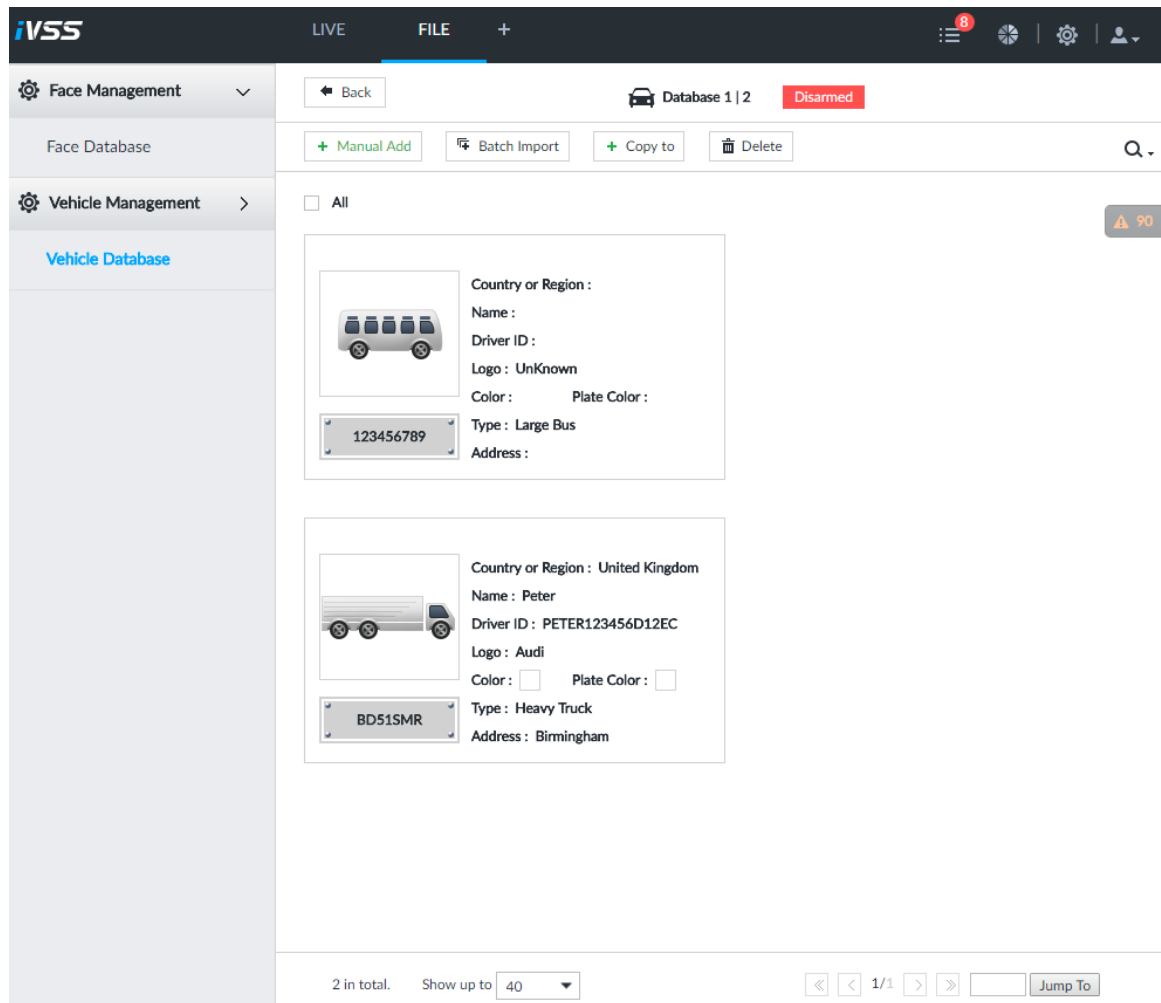 iVSS
LIVE FILE +
8
Face Management
Face Database
Vehicle Management
Vehicle Database
Back
Database 1 | 2 Disarmed
+ Manual Add Batch Import + Copy to Delete
All
90
Country or Region :
Name :
Driver ID :
Logo : UnKnown
Color : Plate Color :
Type : Large Bus
Address :
123456789
Country or Region : United Kingdom
Name : Peter
Driver ID : PETER123456D12EC
Logo : Audi
Color : Plate Color :
Type : Heavy Truck
Address : Birmingham
BD51SMR
2 in total. Show up to 40 1/1 Jump To